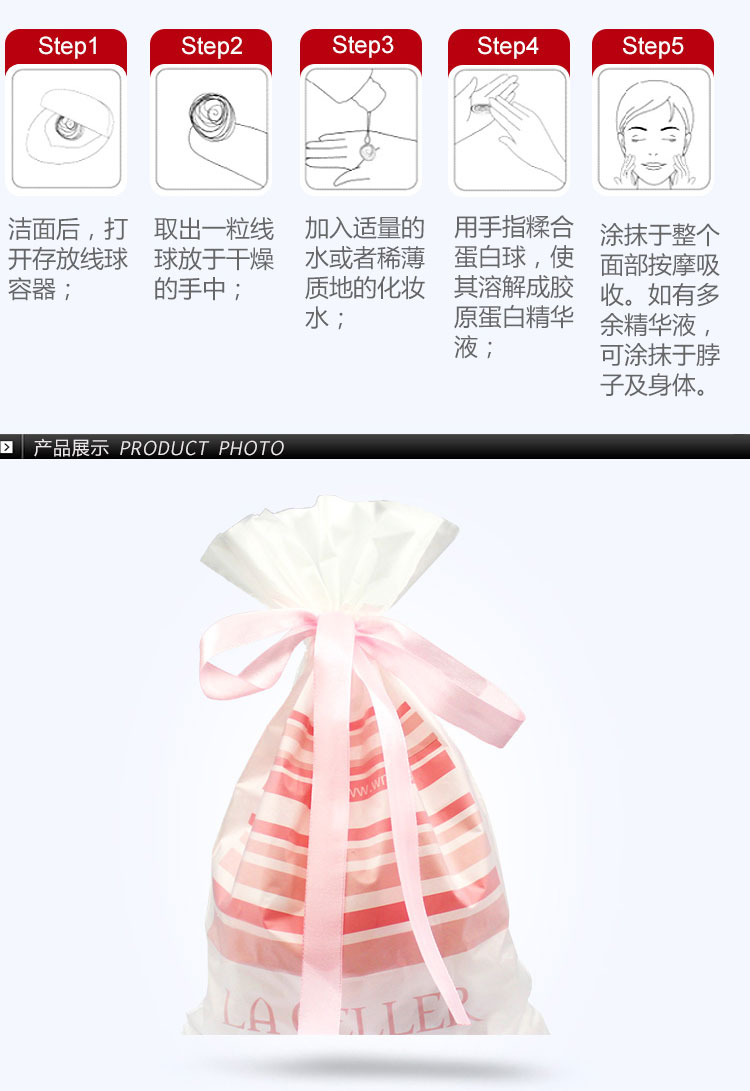 Step1
洁面后，打
开存放线球
容器；
Step2
取出一粒线
球放于干燥
的手中；
Step3
加入适量的
水或者稀薄
质地的化妆
水；
Step4
用手指糅合
蛋白球，使
其溶解成胶
原蛋白精华
液；
Step5
涂抹于整个
面部按摩吸
收。如有多
余精华液，
可涂抹于脖
子及身体。
产品展示 PRODUCT PHOTO
LA
ELLER